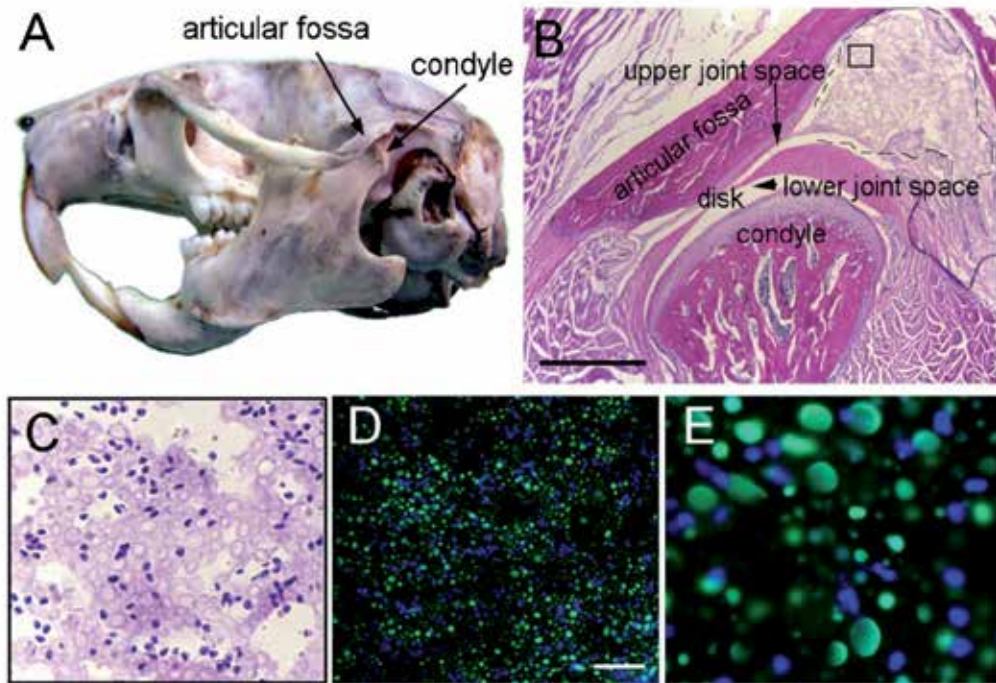 A
articular fossa
condyle
B
upper joint space
articular fossa
disk
lower joint space
condyle
C
D
E